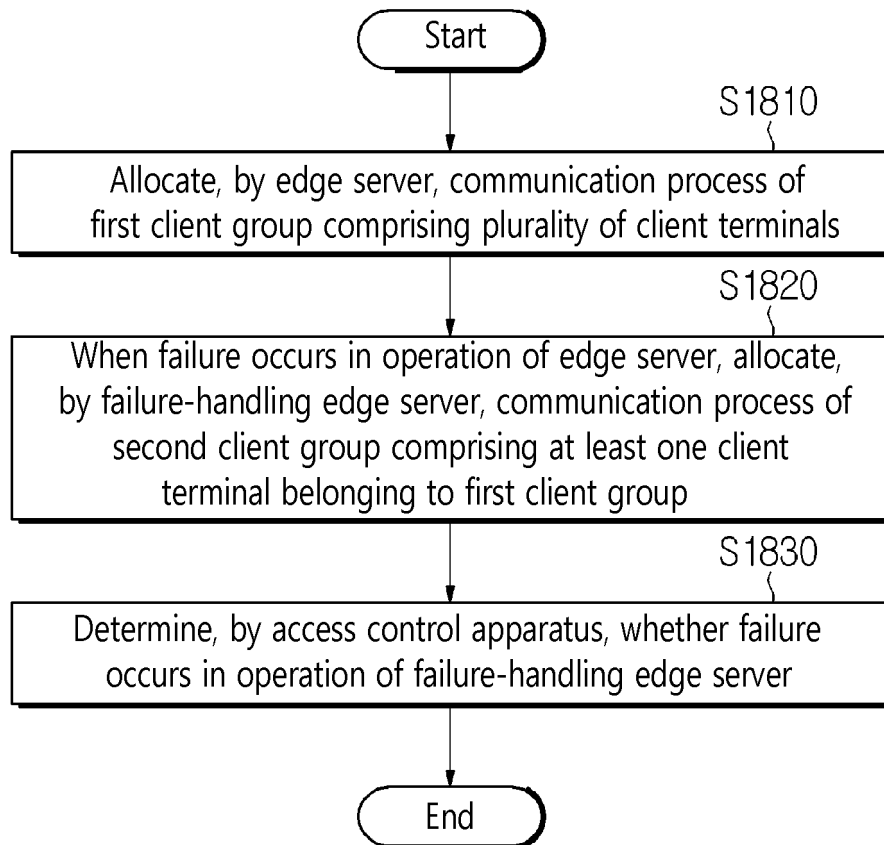 Start
S1810
Allocate, by edge server, communication process of
first client group comprising plurality of client terminals
S1820
When failure occurs in operation of edge server, allocate,
by failure-handling edge server, communication process of
second client group comprising at least one client
terminal belonging to first client group
S1830
Determine, by access control apparatus, whether failure
occurs in operation of failure-handling edge server
End